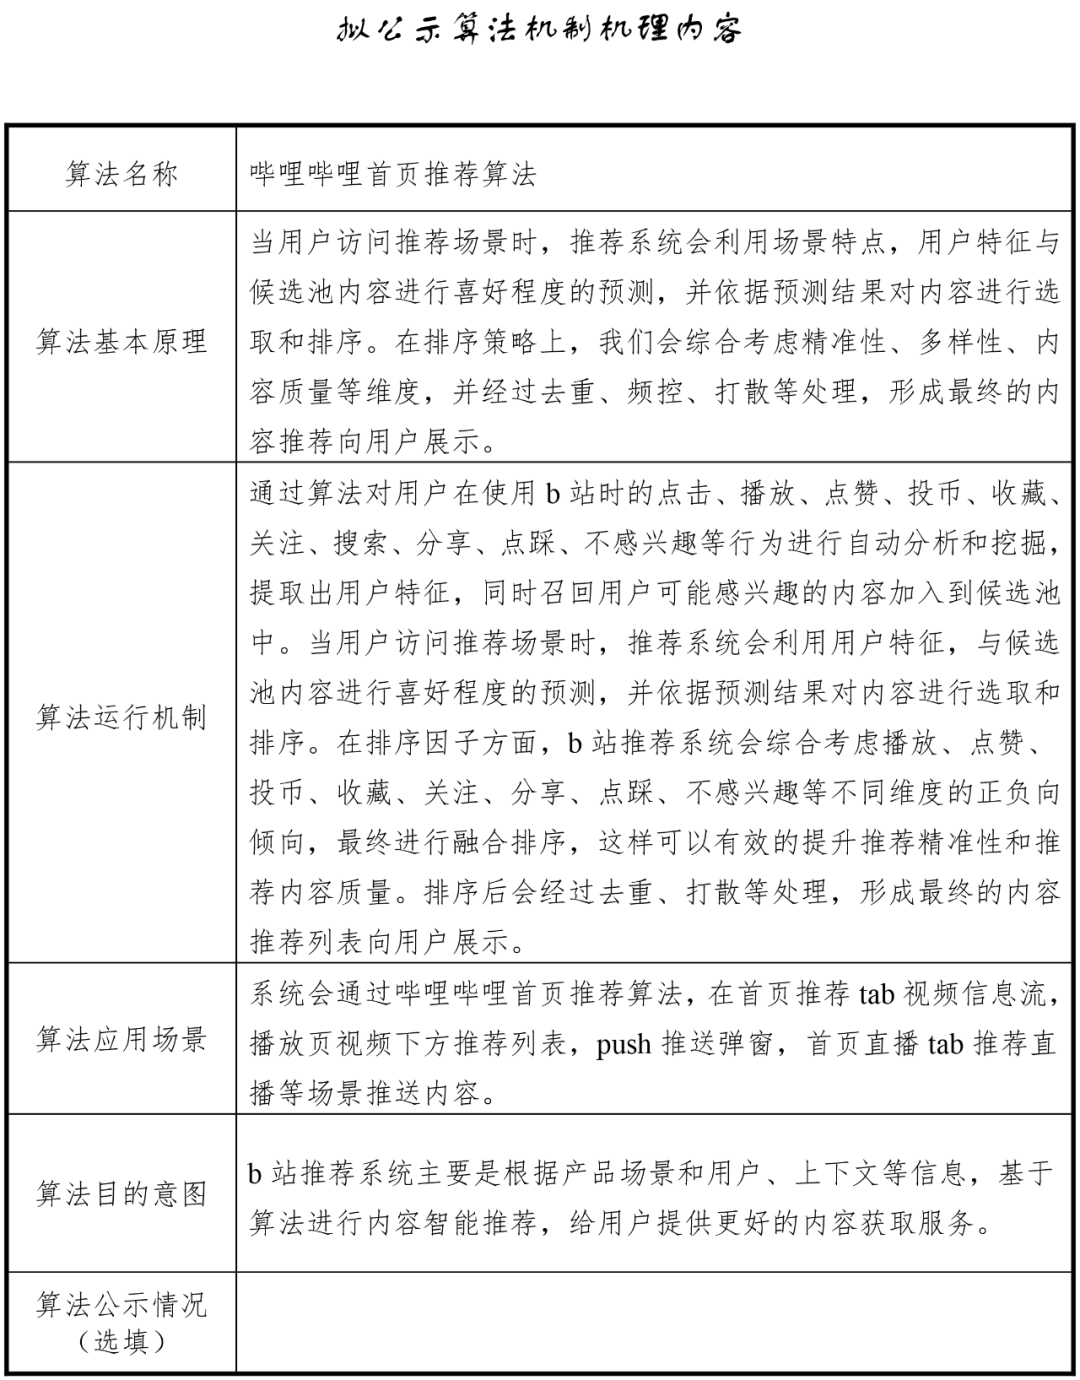 拟公示算法机制机理内容
算法名称
哔哩哔哩首页推荐算法
算法基本原理
当用户访问推荐场景时，推荐系统会利用场景特点，用户特征与
候选池内容进行喜好程度的预测，并依据预测结果对内容进行选
取和排序。在排序策略上，我们会综合考虑精准性、多样性、内
容质量等维度，并经过去重、频控、打散等处理，形成最终的内
容推荐向用户展示。
算法运行机制
通过算法对用户在使用 b 站时的点击、播放、点赞、投币、收藏、
关注、搜索、分享、点踩、不感兴趣等行为进行自动分析和挖掘，
提取出用户特征，同时召回用户可能感兴趣的内容加入到候选池
中。当用户访问推荐场景时，推荐系统会利用用户特征，与候选
池内容进行喜好程度的预测，并依据预测结果对内容进行选取和
排序。在排序因子方面，b 站推荐系统会综合考虑播放、点赞、
投币、收藏、关注、分享、点踩、不感兴趣等不同维度的正负向
倾向，最终进行融合排序，这样可以有效的提升推荐精准性和推
荐内容质量。排序后会经过去重、打散等处理，形成最终的内容
推荐列表向用户展示。
算法应用场景
系统会通过哔哩哔哩首页推荐算法，在首页推荐 tab 视频信息流，
播放页视频下方推荐列表，push 推送弹窗，首页直播 tab 推荐直
播等场景推送内容。
算法目的意图
b 站推荐系统主要是根据产品场景和用户、上下文等信息，基于
算法进行内容智能推荐，给用户提供更好的内容获取服务。
算法公示情况
（选填）